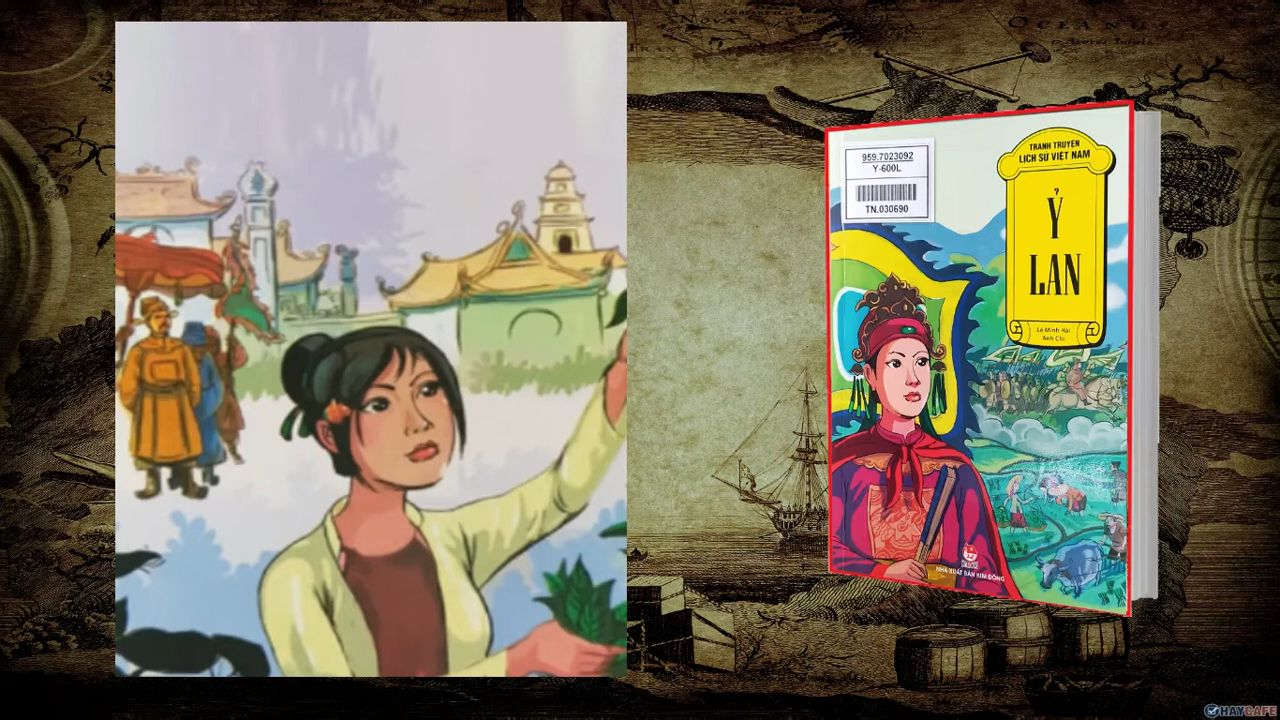 OCEANUS
959.7023092
Y-600L
TN.030690
TRANH TRUYỆN
LỊCH SỬ VIỆT NAM
Ỷ
LAN
Lê Minh Hải
Anh Chi
NHÀ XUẤT BẢN KIM ĐỒNG
HAYCAFE